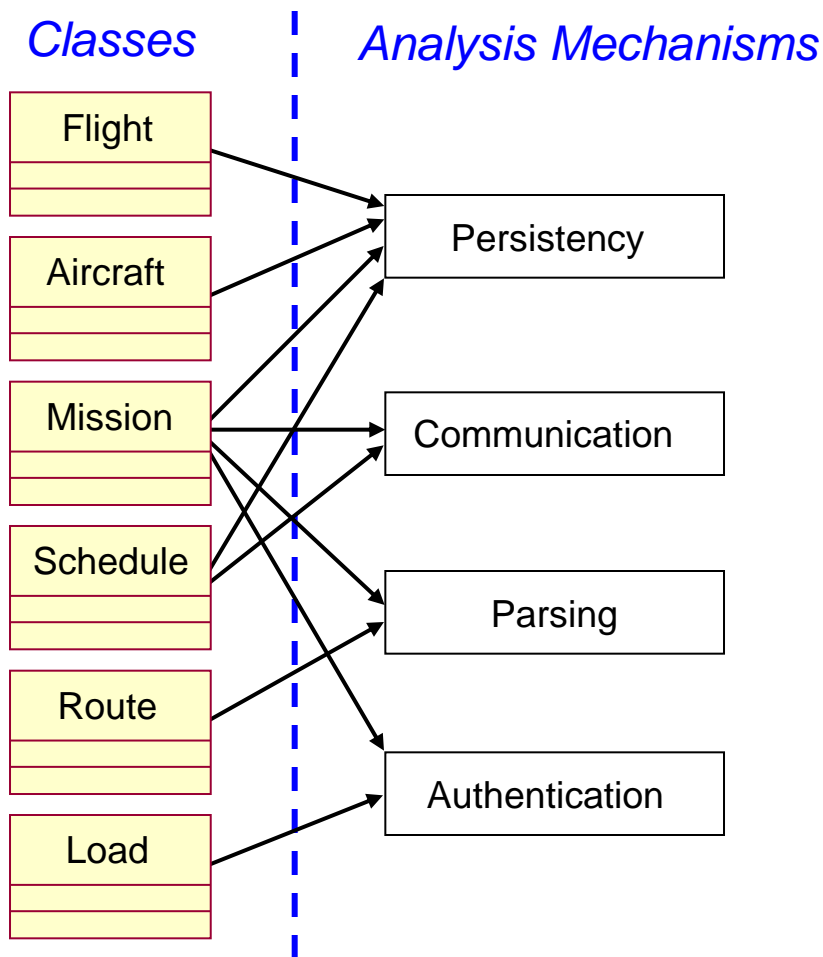 Classes
Analysis Mechanisms
Flight
Aircraft
Mission
Schedule
Route
Load
Persistency
Communication
Parsing
Authentication